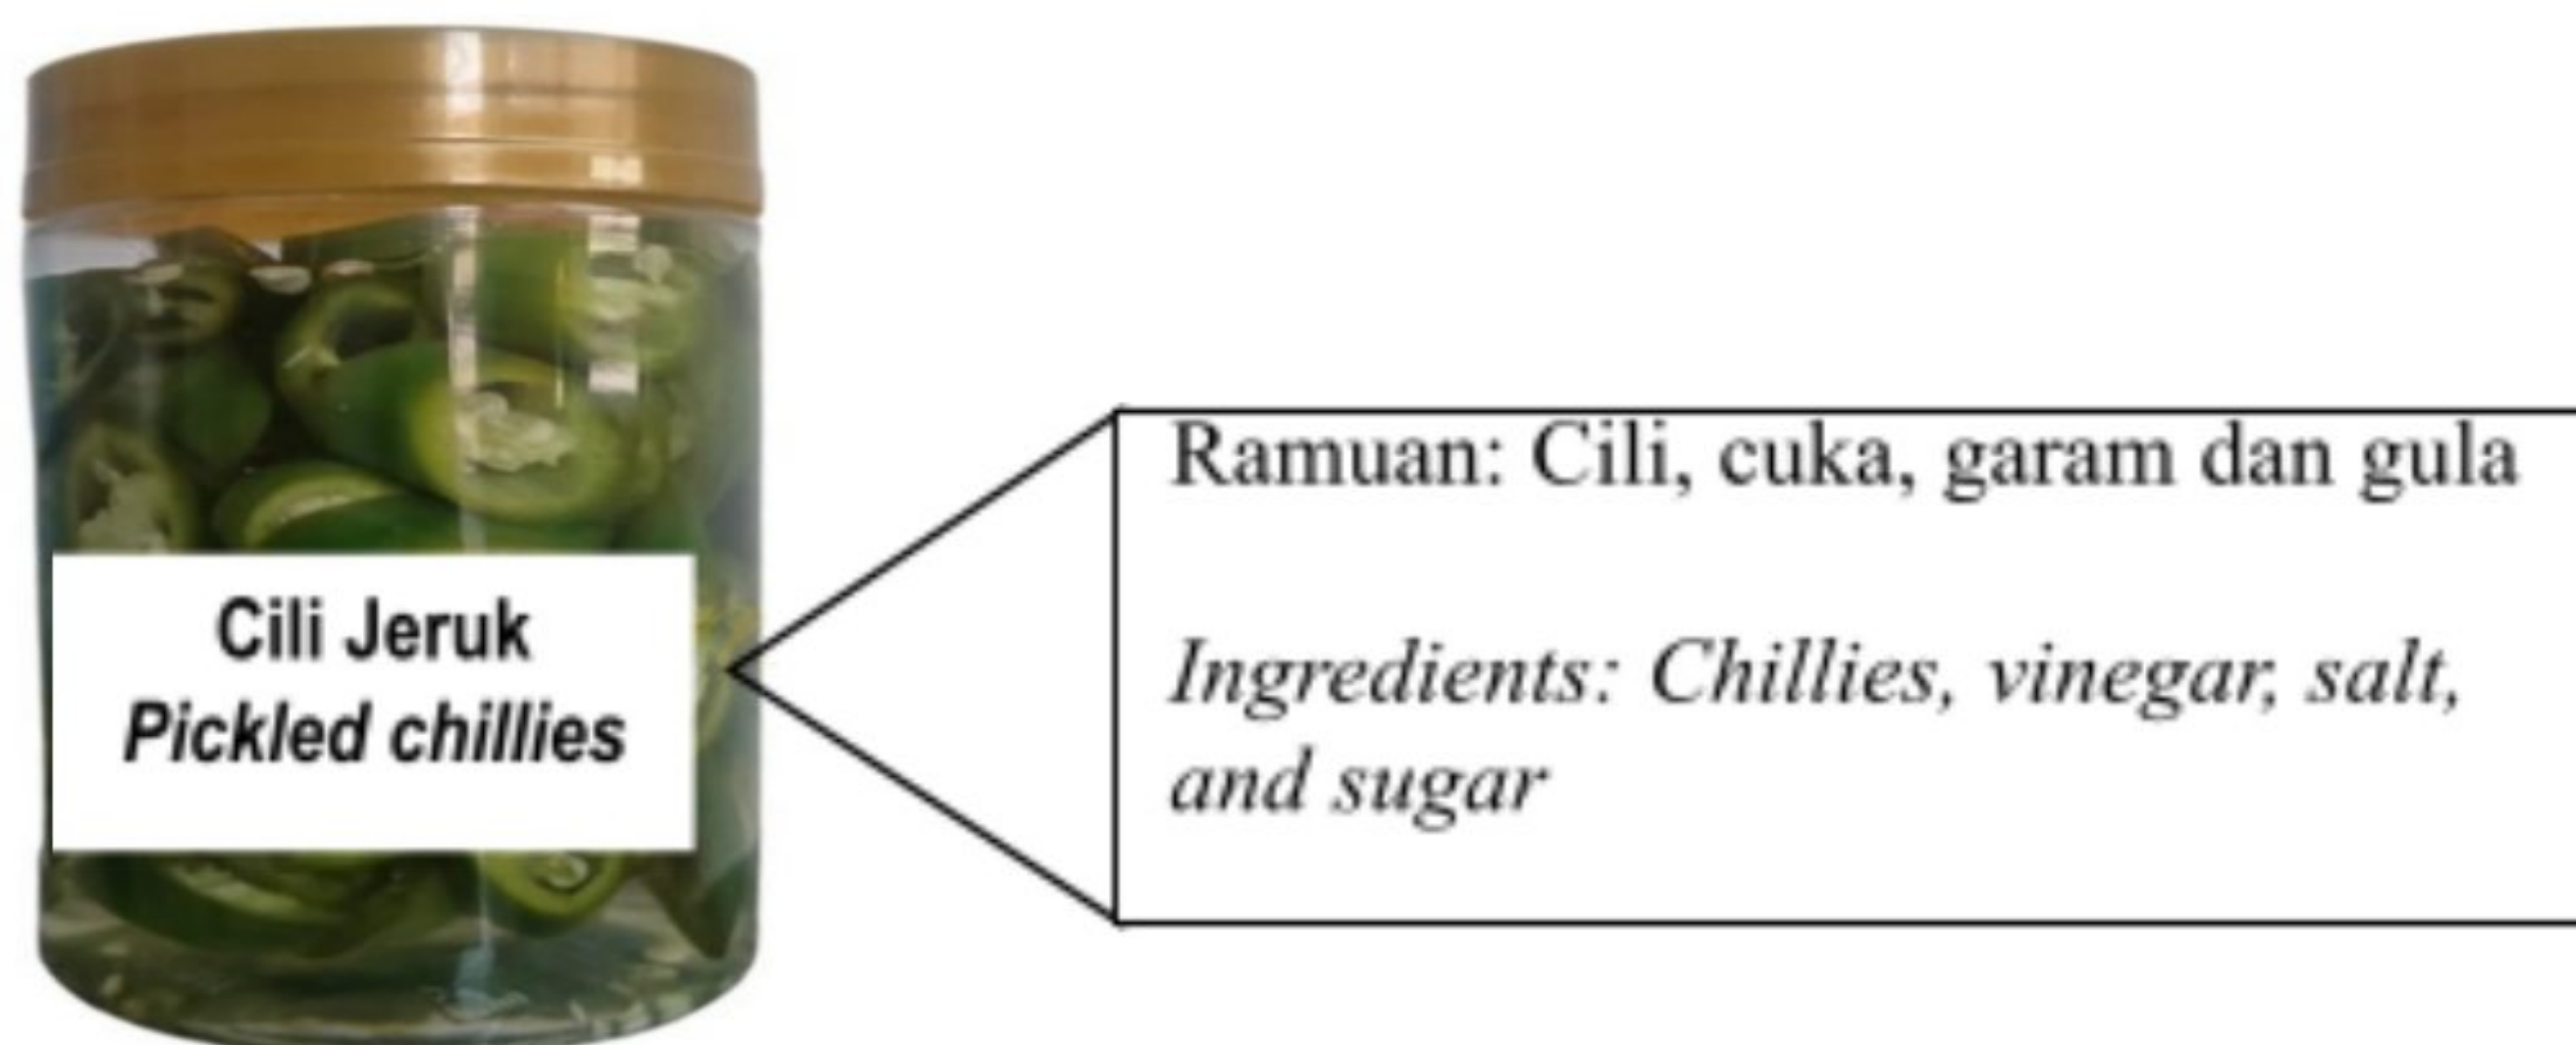 Cili Jeruk
Pickled chillies
Ramuan: Cili, cuka, garam dan gula
Ingredients: Chillies, vinegar, salt,
and sugar